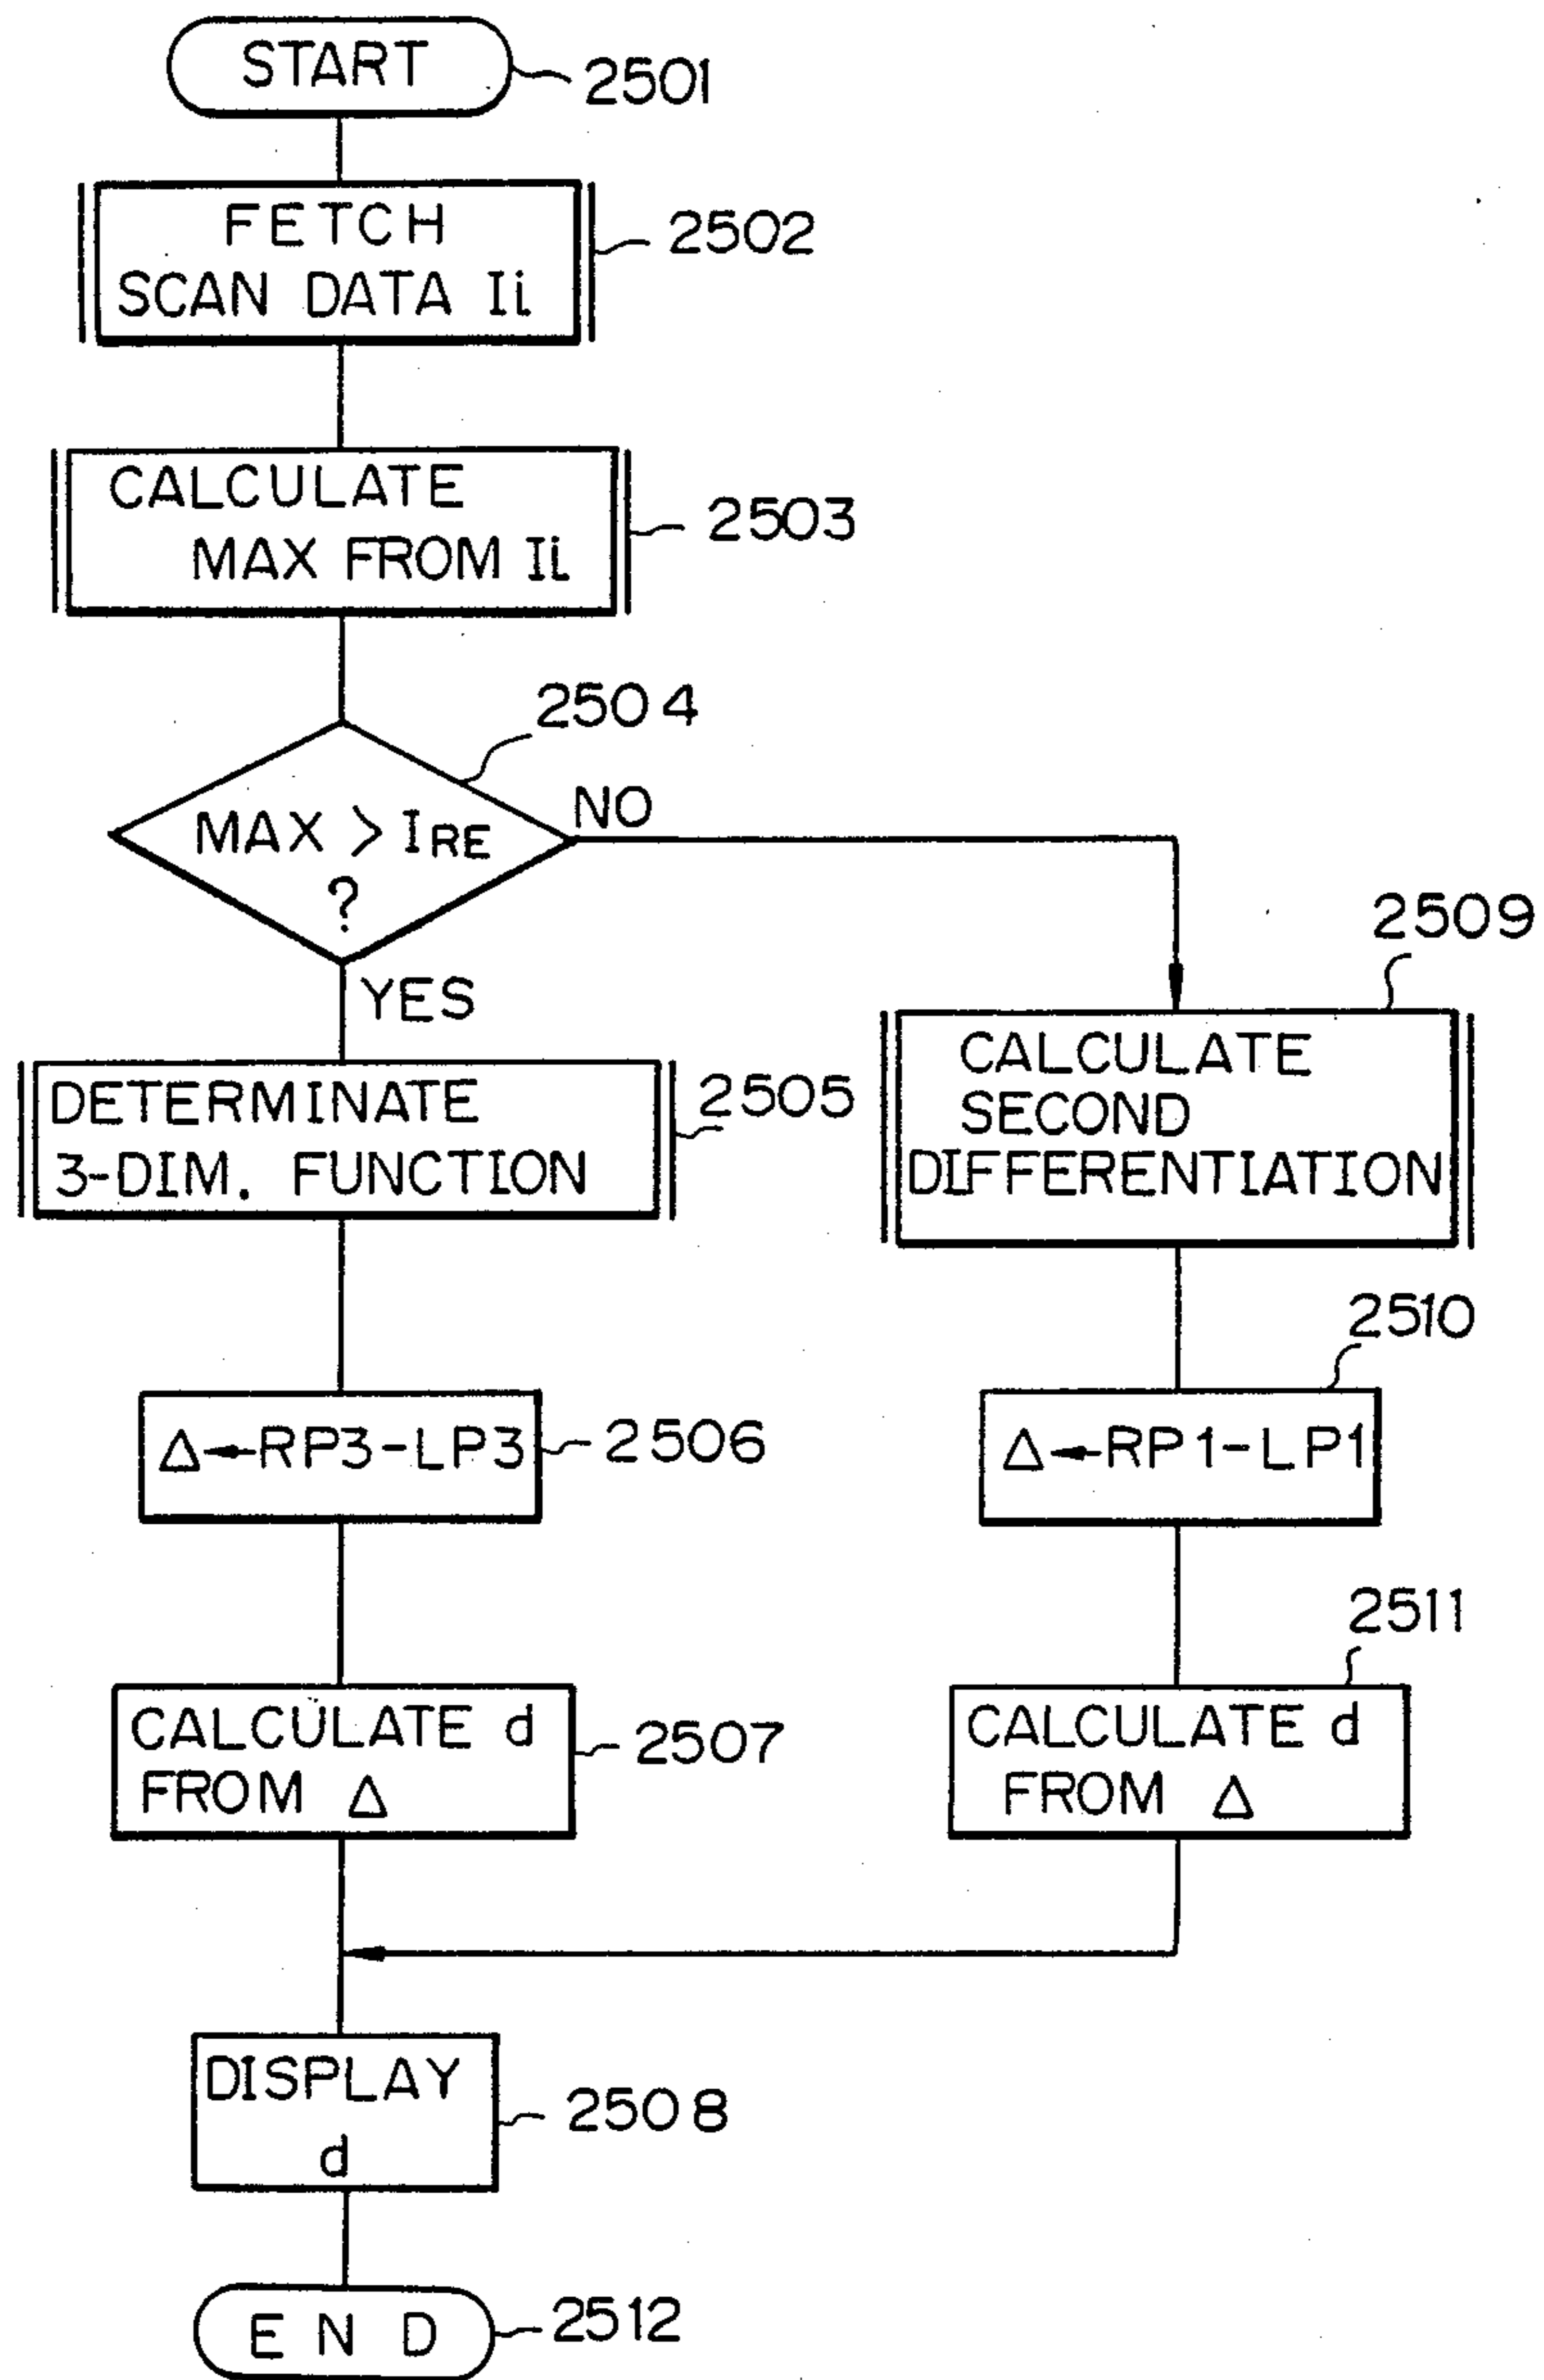 START
2501
FETCH
SCAN DATA Ii
2502
CALCULATE
MAX FROM Ii
2503
2504
MAX > IRE
?
NO
YES
2509
DETERMINATE
3-DIM. FUNCTION
2505
CALCULATE
SECOND
DIFFERENTIATION
2510
Δ←RP3-LP3
2506
Δ←RP1-LP1
2511
CALCULATE d
FROM Δ
2507
CALCULATE d
FROM Δ
DISPLAY
d
2508
END
2512